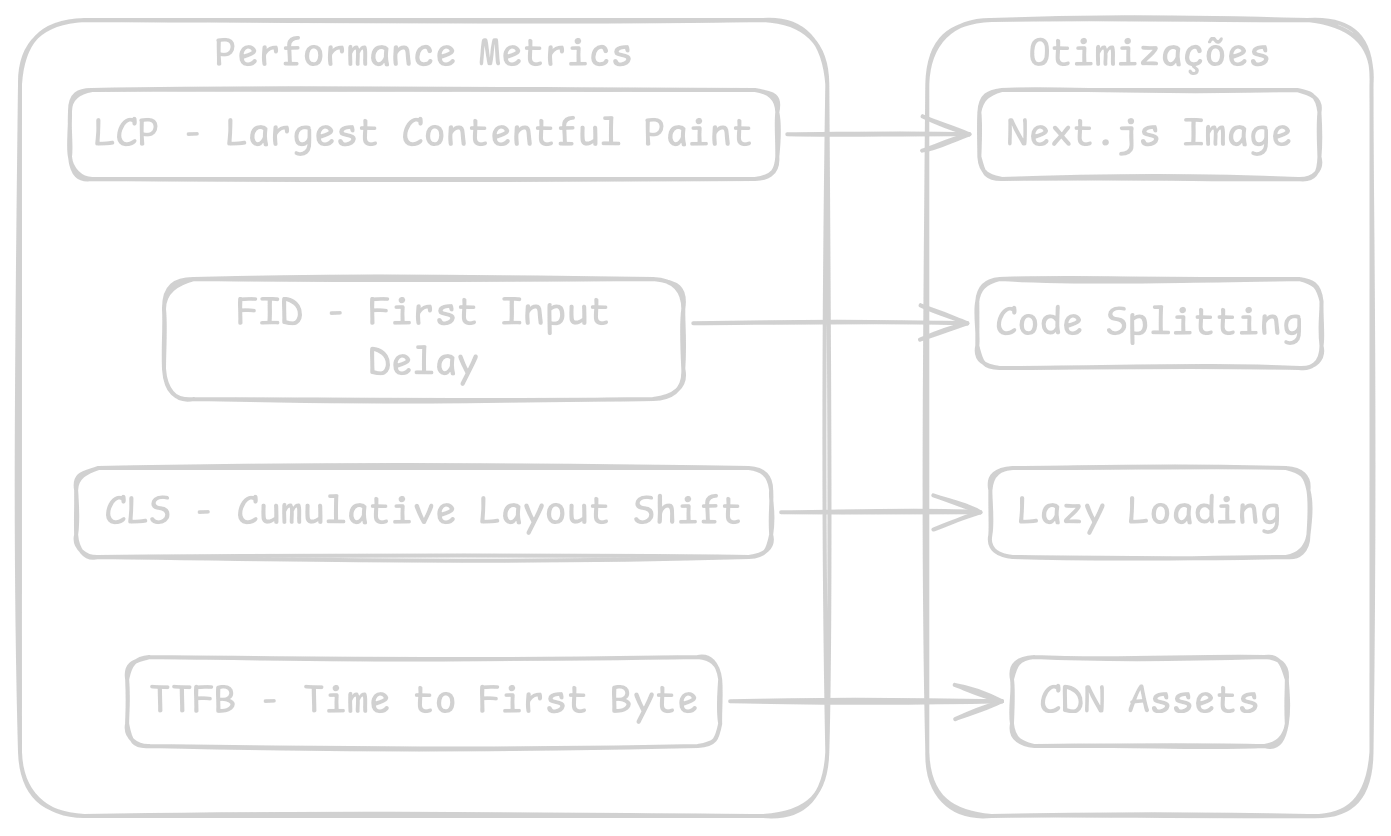 Performance Metrics
LCP - Largest Contentful Paint
FID - First Input
Delay
CLS - Cumulative Layout Shift
TTFB - Time to First Byte
Otimizações
Next.js Image
Code Splitting
Lazy Loading
CDN Assets